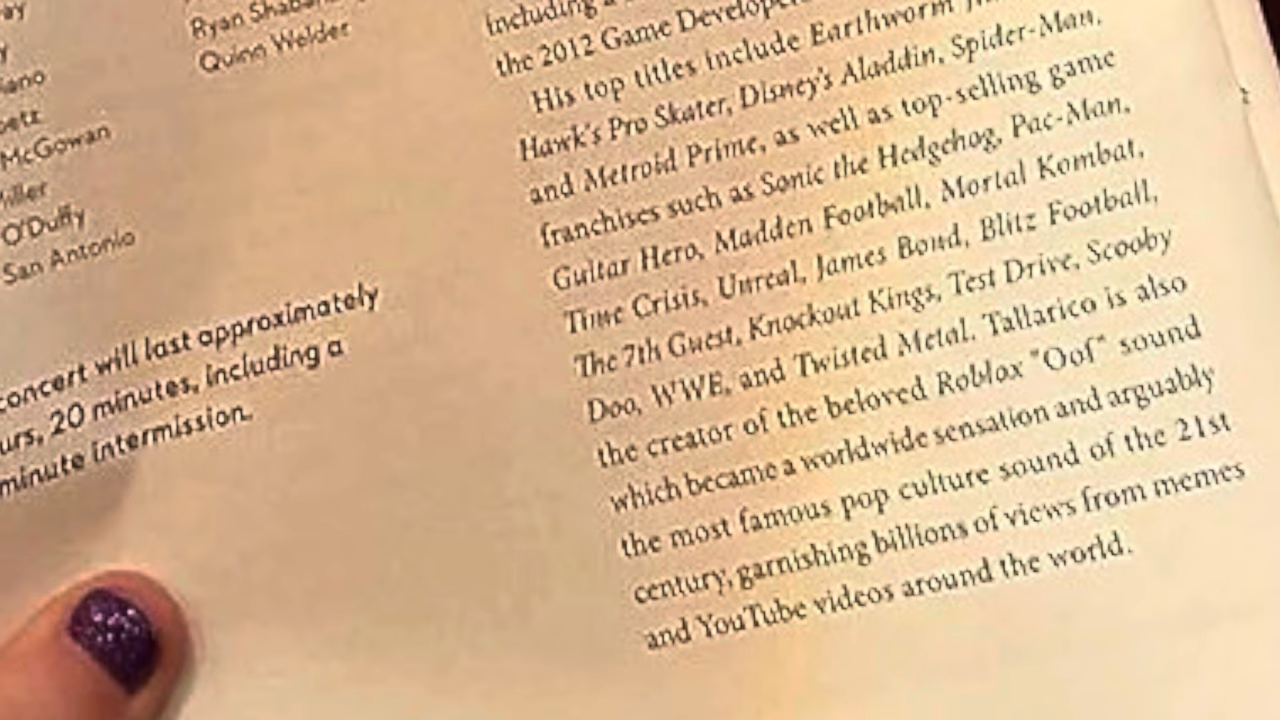 Ryan
Quinn Welder
McGowan
O'Duffy
San Antonio
concert will last approximately
20 minutes, including a
minute intermission.
including a
the 2012 Game
His top titles include Earthworm
Hawk's Pro Skater, Disney's Aladdin, Spider-Man,
and Metroid Prime, as well as top-selling game
franchises such as Sonic the Hedgehog, Pac-Man,
Guitar Hero, Madden Football, Mortal Kombat,
Time Crisis, Unreal, James Bond, Blitz Football,
The 7th Guest, Knockout Kings, Test Drive, Scooby
Doo, WWE, and Twisted Metal. Tallarico is also
the creator of the beloved Roblox "Oof" sound
which became a worldwide sensation and arguably
the most famous pop culture sound of the 21st
century, garnishing billions of views from memes
and YouTube videos around the world.